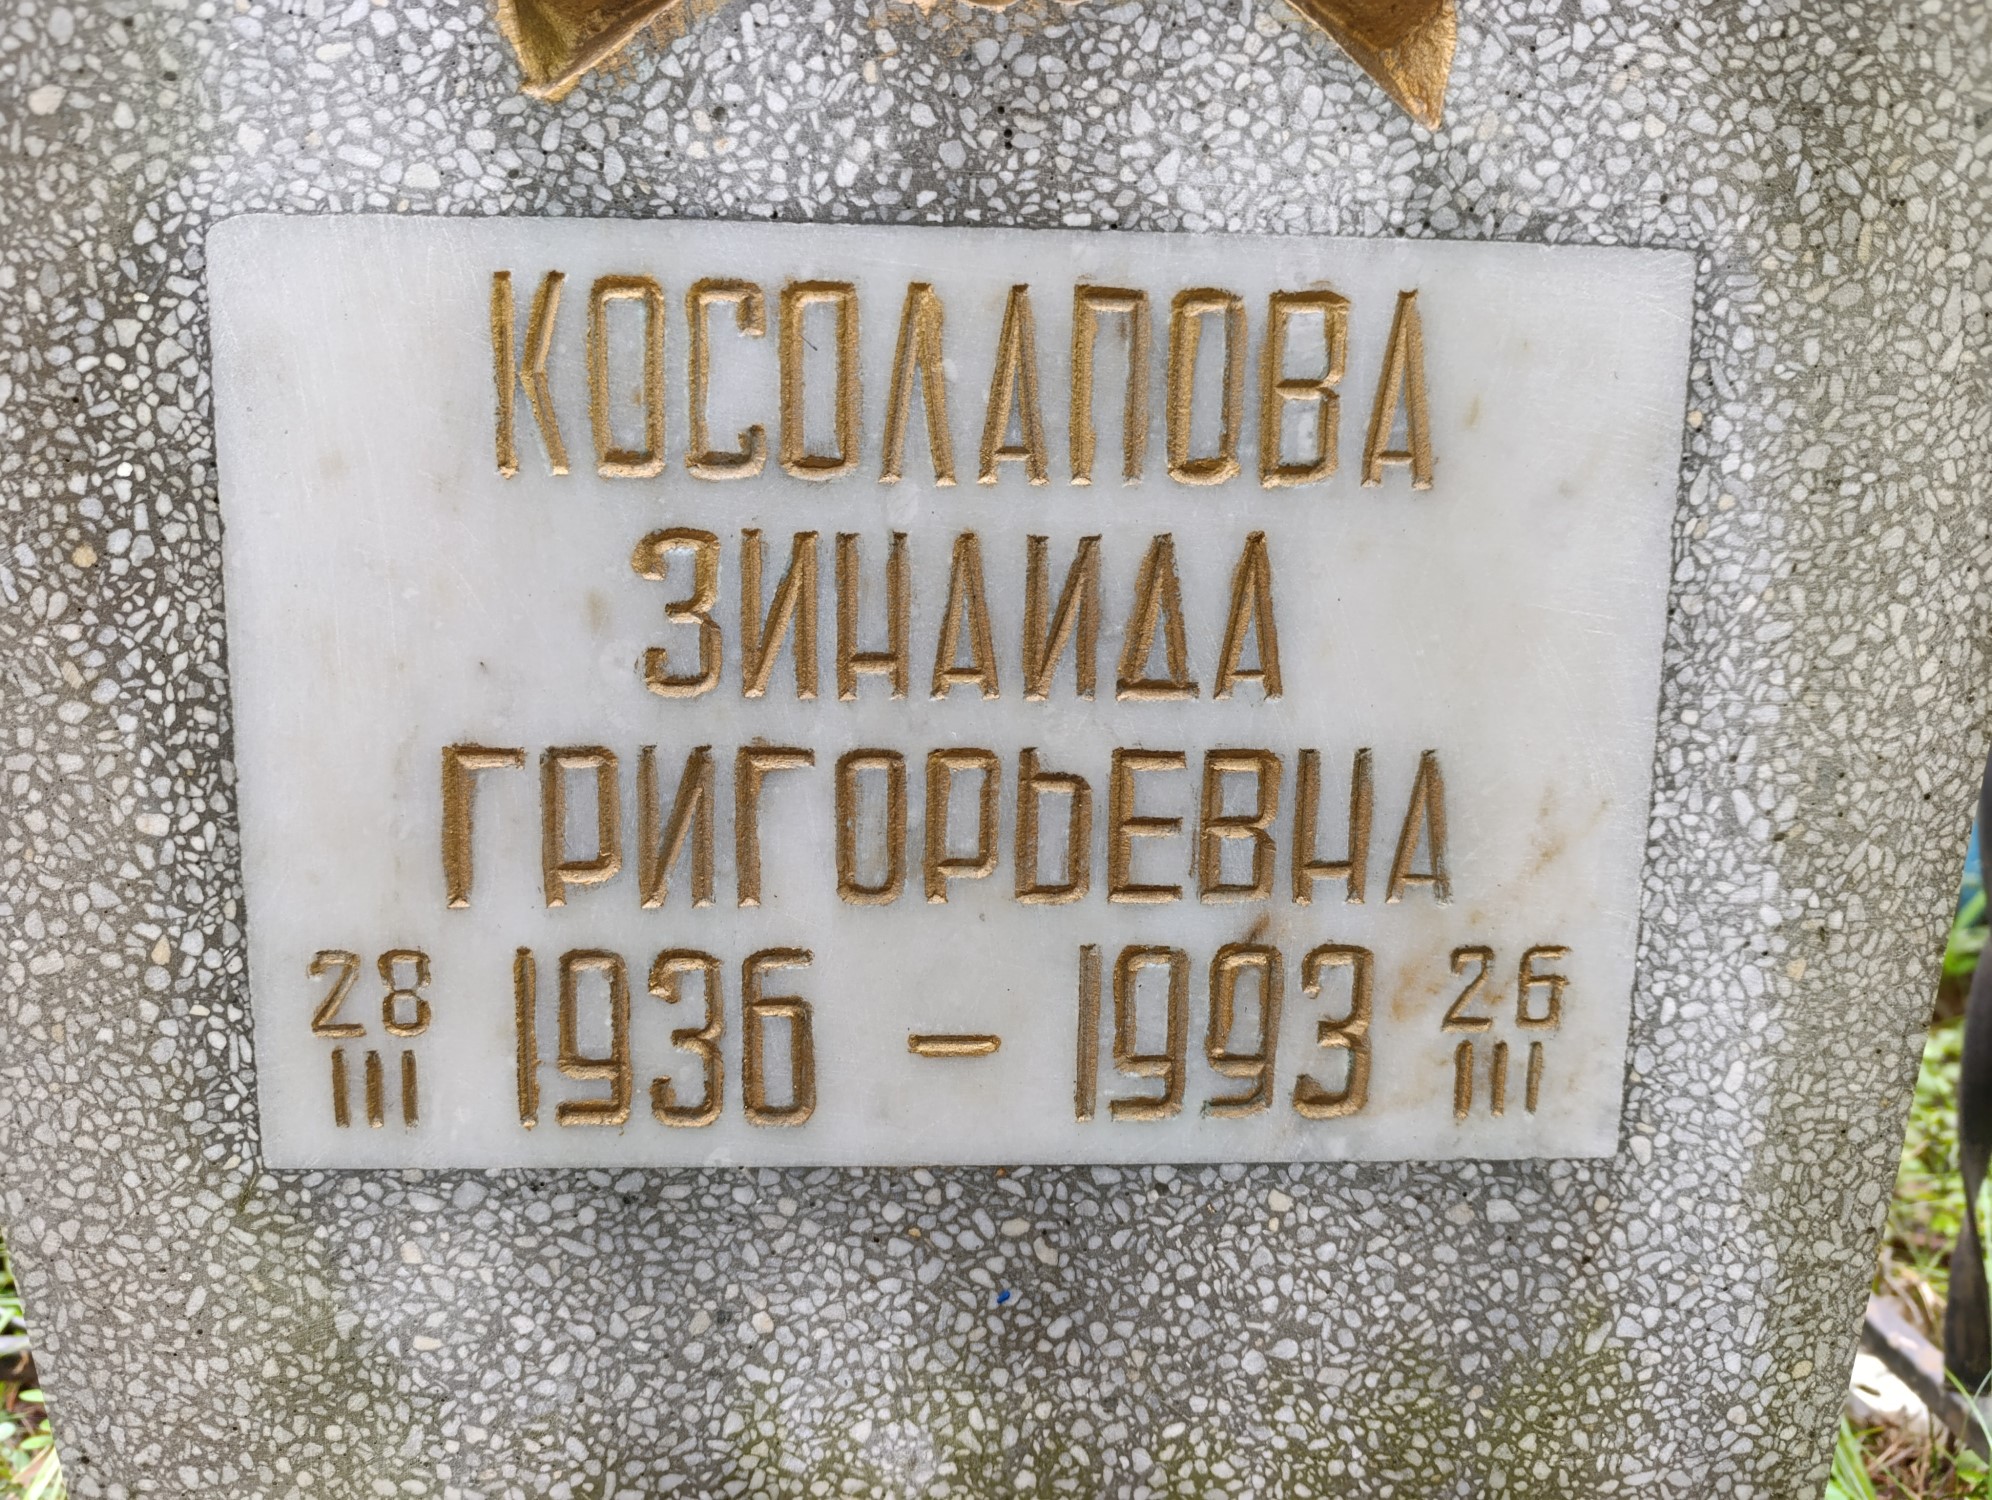 КОСОЛАПОВА
ЗИНАИДА
ГРИГОРЬЕВНА
28 III 1936 – 1993 26 III